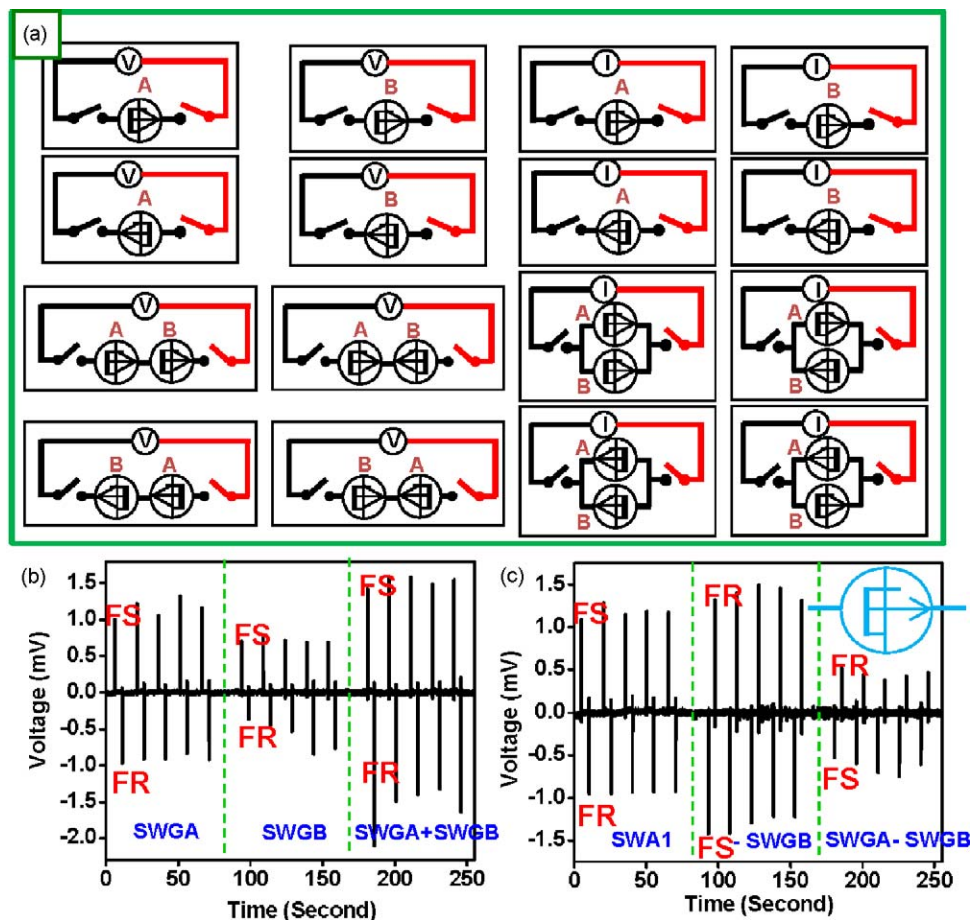 (a)
V V I I
A B A B
V V I I
A B A B
V V I I
A B A B A A
B B
V V I I
B A B A A A
B B
(b)
Voltage (mV)
1.5
1.0
0.5
0.0
-0.5
-1.0
-1.5
-2.0
FS FS FS
FR FR FR
SWGA SWGB SWGA+SWGB
0 50 100 150 200 250
Time (Second)
(c)
Voltage (mV)
1.5
1.0
0.5
0.0
-0.5
-1.0
-1.5
FS FR FR
FR FS FS
SWA1 - SWGB SWGA- SWGB
0 50 100 150 200 250
Time (Second)